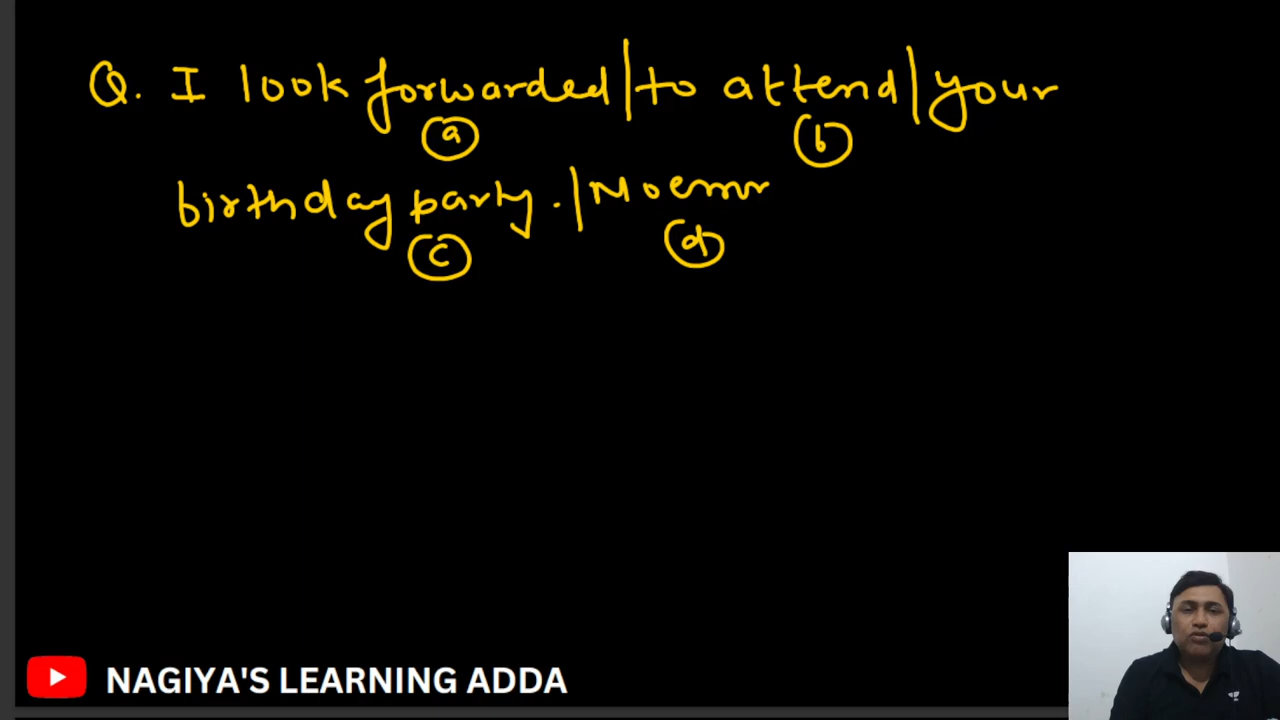 Q. I look forwarded/to attend/your
(a) (b)
birthday party./No error
(c) (d)
NAGIYA'S LEARNING ADDA